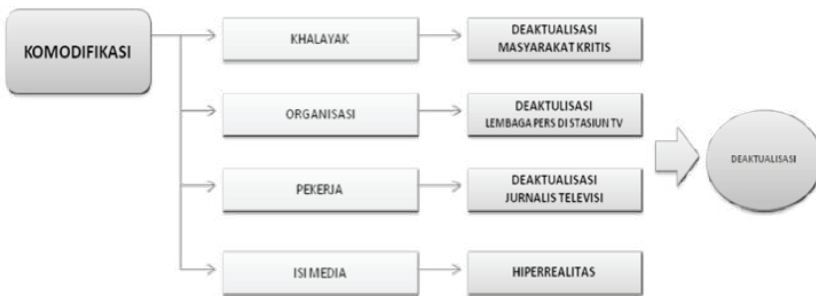 KOMODIFIKASI
KHALAYAK
DEAKTUALISASI
MASYARAKAT KRITIS
ORGANISASI
DEAKTULISASI
LEMBAGA PERS DI STASIUN TV
DEAKTUALISASI
PEKERJA
DEAKTUALISASI
JURNALIS TELEVISI
ISI MEDIA
HIPERREALITAS